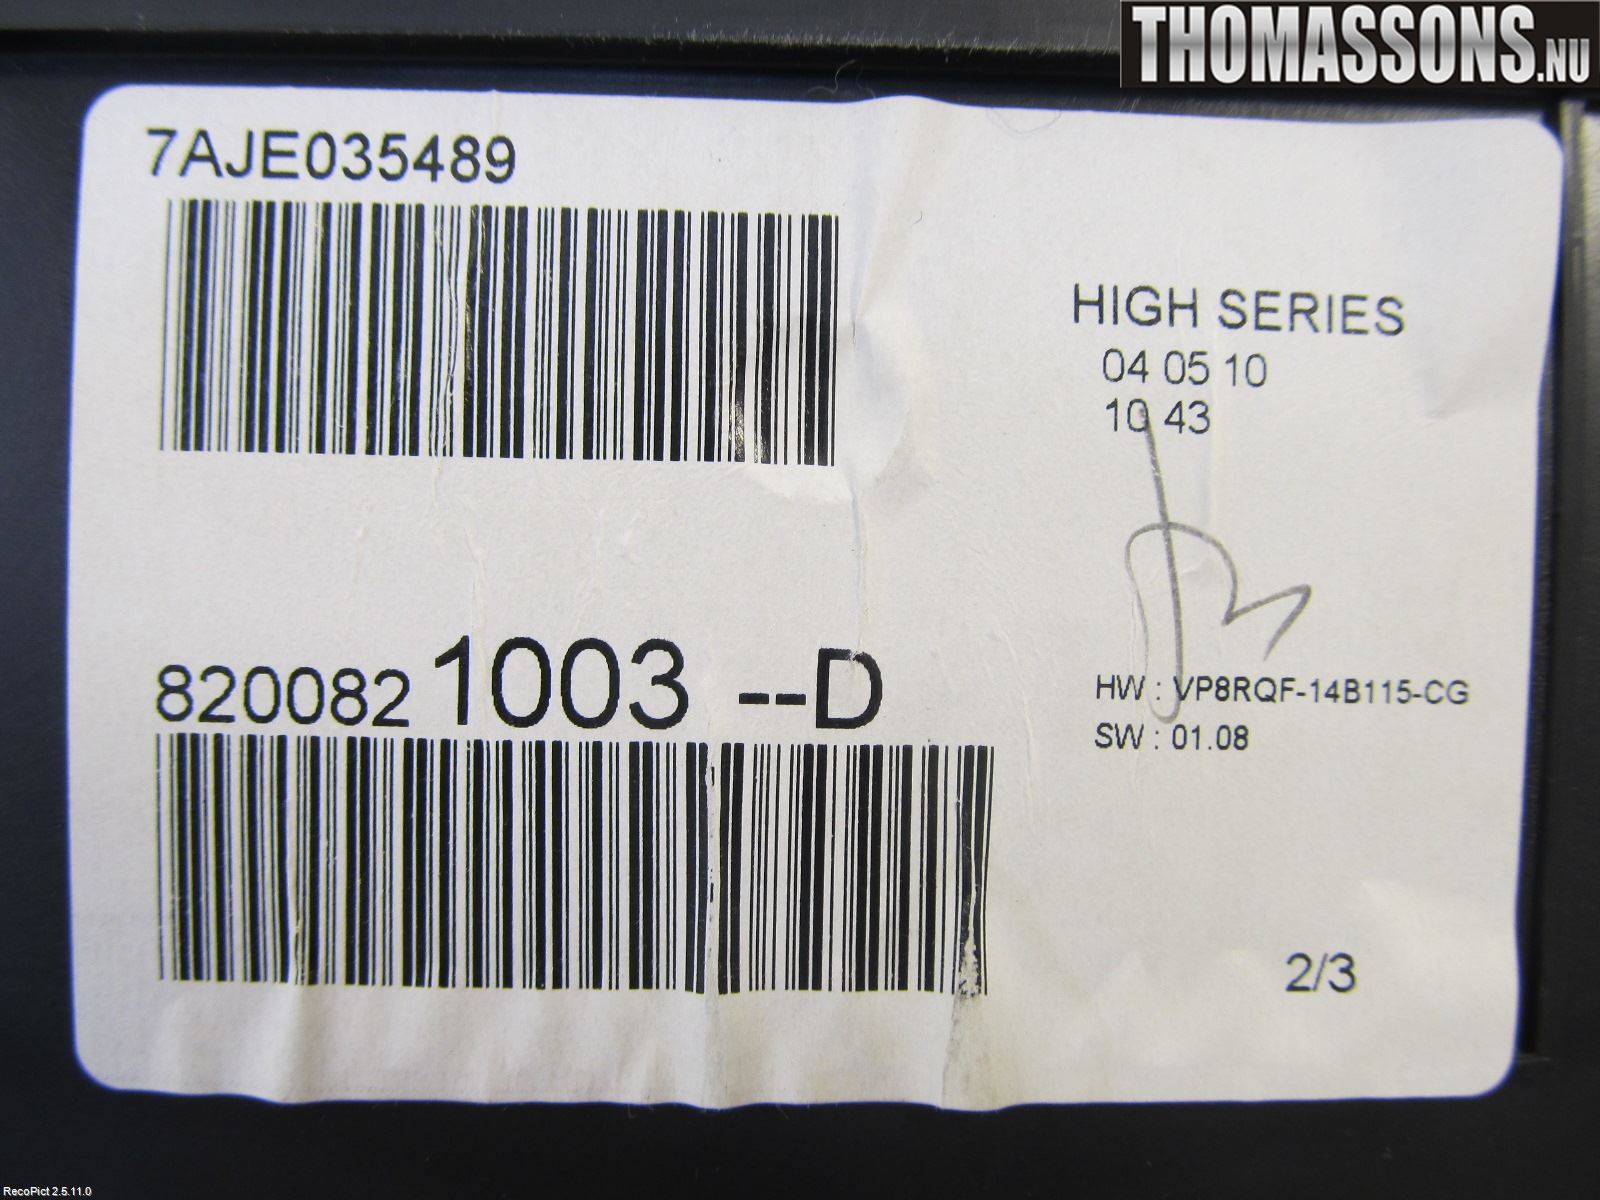 THOMASSONS.NU
7AJE035489
HIGH SERIES
04 05 10
10 43
820082 1003 --D
HW : VP8RQF-14B115-CG
SW : 01.08
2/3
RecoPict 2.5.11.0